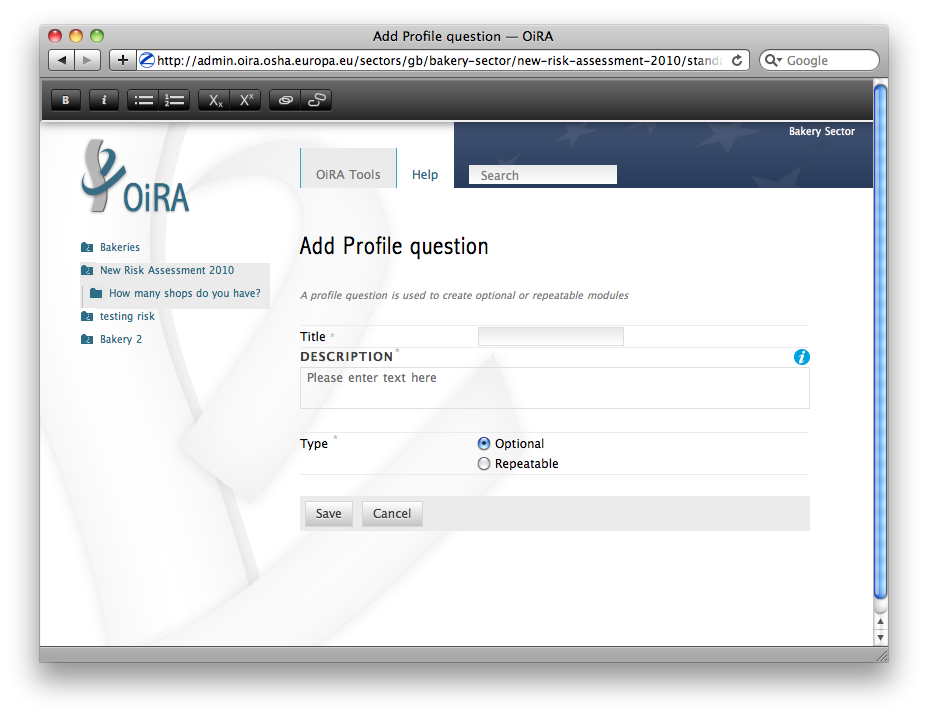 Add Profile question — OiRA
http://admin.oira.osha.europa.eu/sectors/gb/bakery-sector/new-risk-assessment-2010/stand
Google
B i X x X x
Bakery Sector
OiRA Tools Help Search
OiRA
Add Profile question
Bakeries
New Risk Assessment 2010
How many shops do you have?
testing risk
Bakery 2
A profile question is used to create optional or repeatable modules
Title *
DESCRIPTION* i
Please enter text here
Type * Optional
Repeatable
Save Cancel